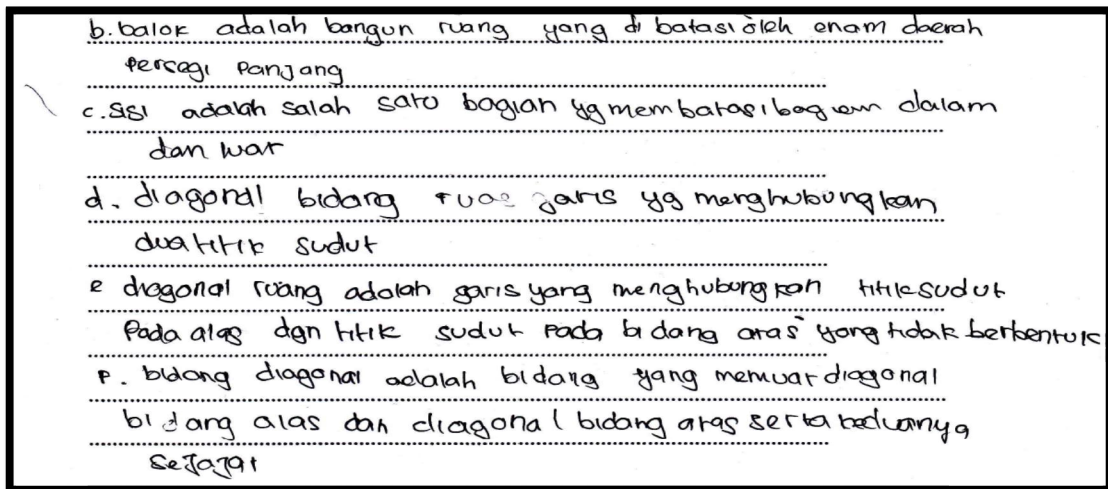 b. balok adalah bangun ruang yang di batasi oleh enam daerah
persegi panjang
c. sisi adalah salah satu bagian yg membatasi bagian dalam
dan luar
d. diagonal bidang ruas garis yg menghubungkan
dua titik sudut
e diagonal ruang adalah garis yang menghubungkan titik sudut
pada alas dgn titik sudut pada bidang atas yang tidak berbentuk
F. bidang diagonal adalah bidang yang memuat diagonal
bidang alas dan diagonal bidang atas serta keduanya
sejajar